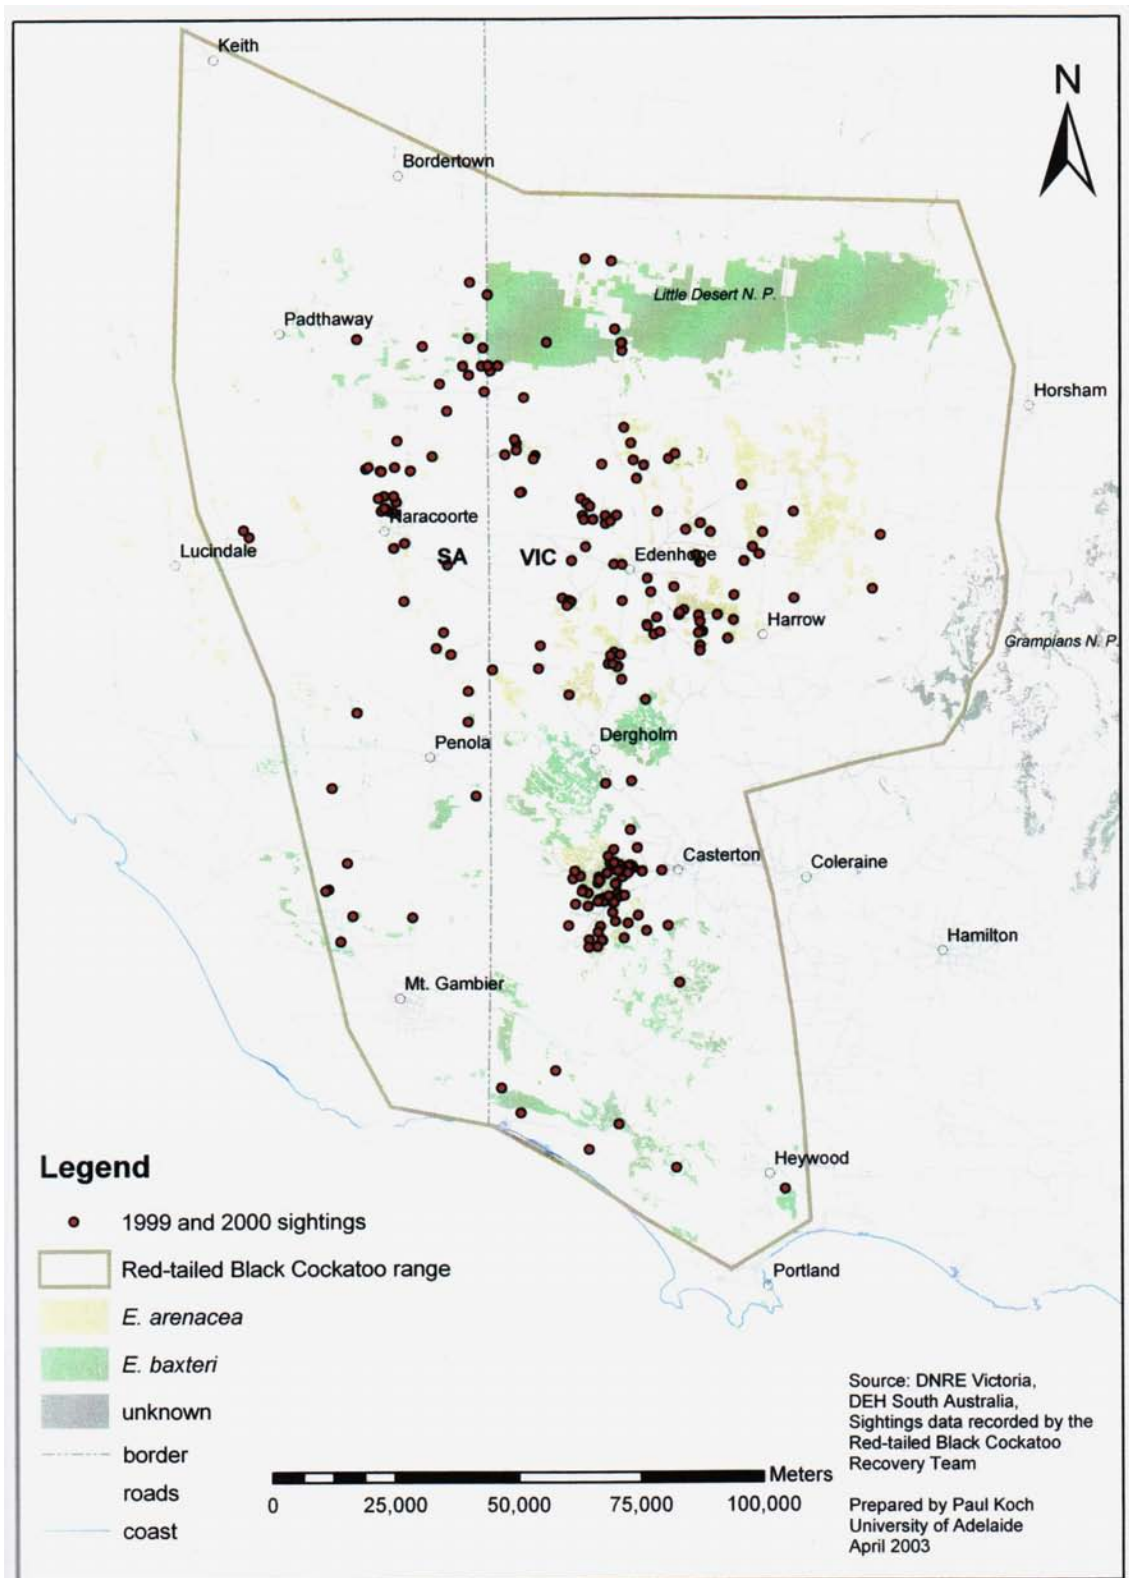 Keith
N
Bordertown
Little Desert N. P.
Padthaway
Horsham
Naracoorte
Lucindale
SA
VIC
Edenhope
Harrow
Grampians N. P.
Dergholm
Penola
Casterton
Coleraine
Hamilton
Mt. Gambier
Heywood
Portland
Legend
1999 and 2000 sightings
Red-tailed Black Cockatoo range
E. arenacea
E. baxteri
unknown
border
roads
coast
Meters
0 25,000 50,000 75,000 100,000
Source: DNRE Victoria,
DEH South Australia,
Sightings data recorded by the
Red-tailed Black Cockatoo
Recovery Team
Prepared by Paul Koch
University of Adelaide
April 2003